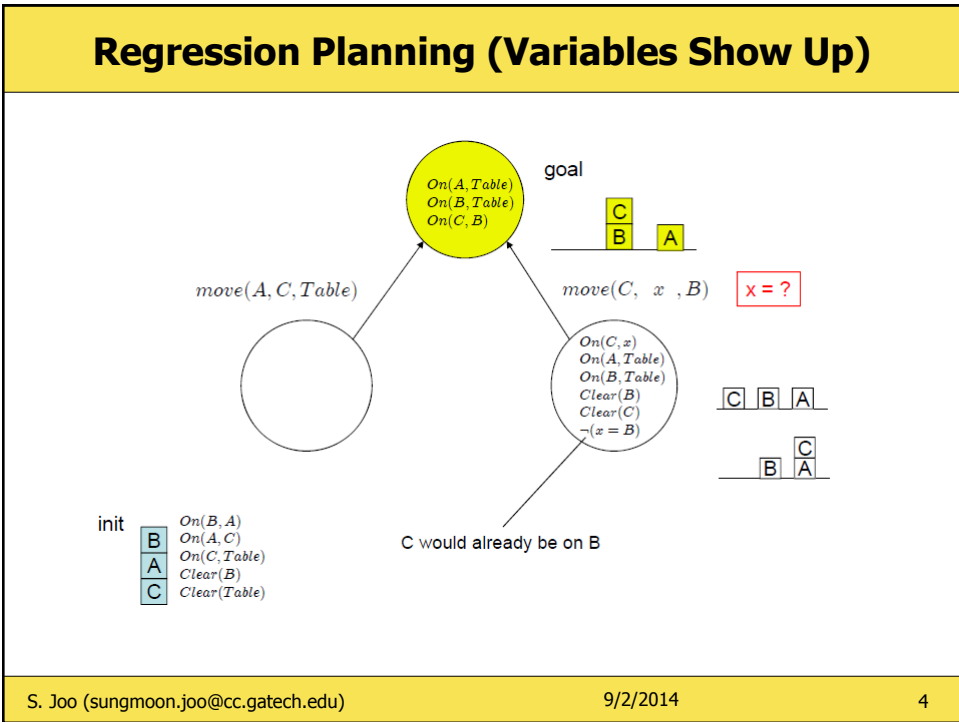 Regression Planning (Variables Show Up)
On(A, Table)
On(B, Table)
On(C, B)
goal
C
B A
move(A, C, Table)
move(C, x , B)
x = ?
On(C, x)
On(A, Table)
On(B, Table)
Clear(B)
Clear(C)
¬(x = B)
C B A
C
B A
C would already be on B
init
B
A
C
On(B, A)
On(A, C)
On(C, Table)
Clear(B)
Clear(Table)
S. Joo (sungmoon.joo@cc.gatech.edu) 9/2/2014 4